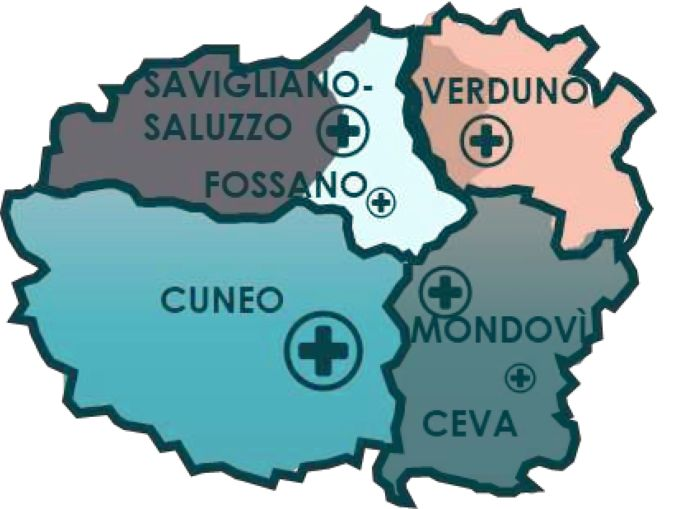 SAVIGLIANO-
SALUZZO
VERDUNO
FOSSANO
CUNEO
MONDOVÌ
CEVA